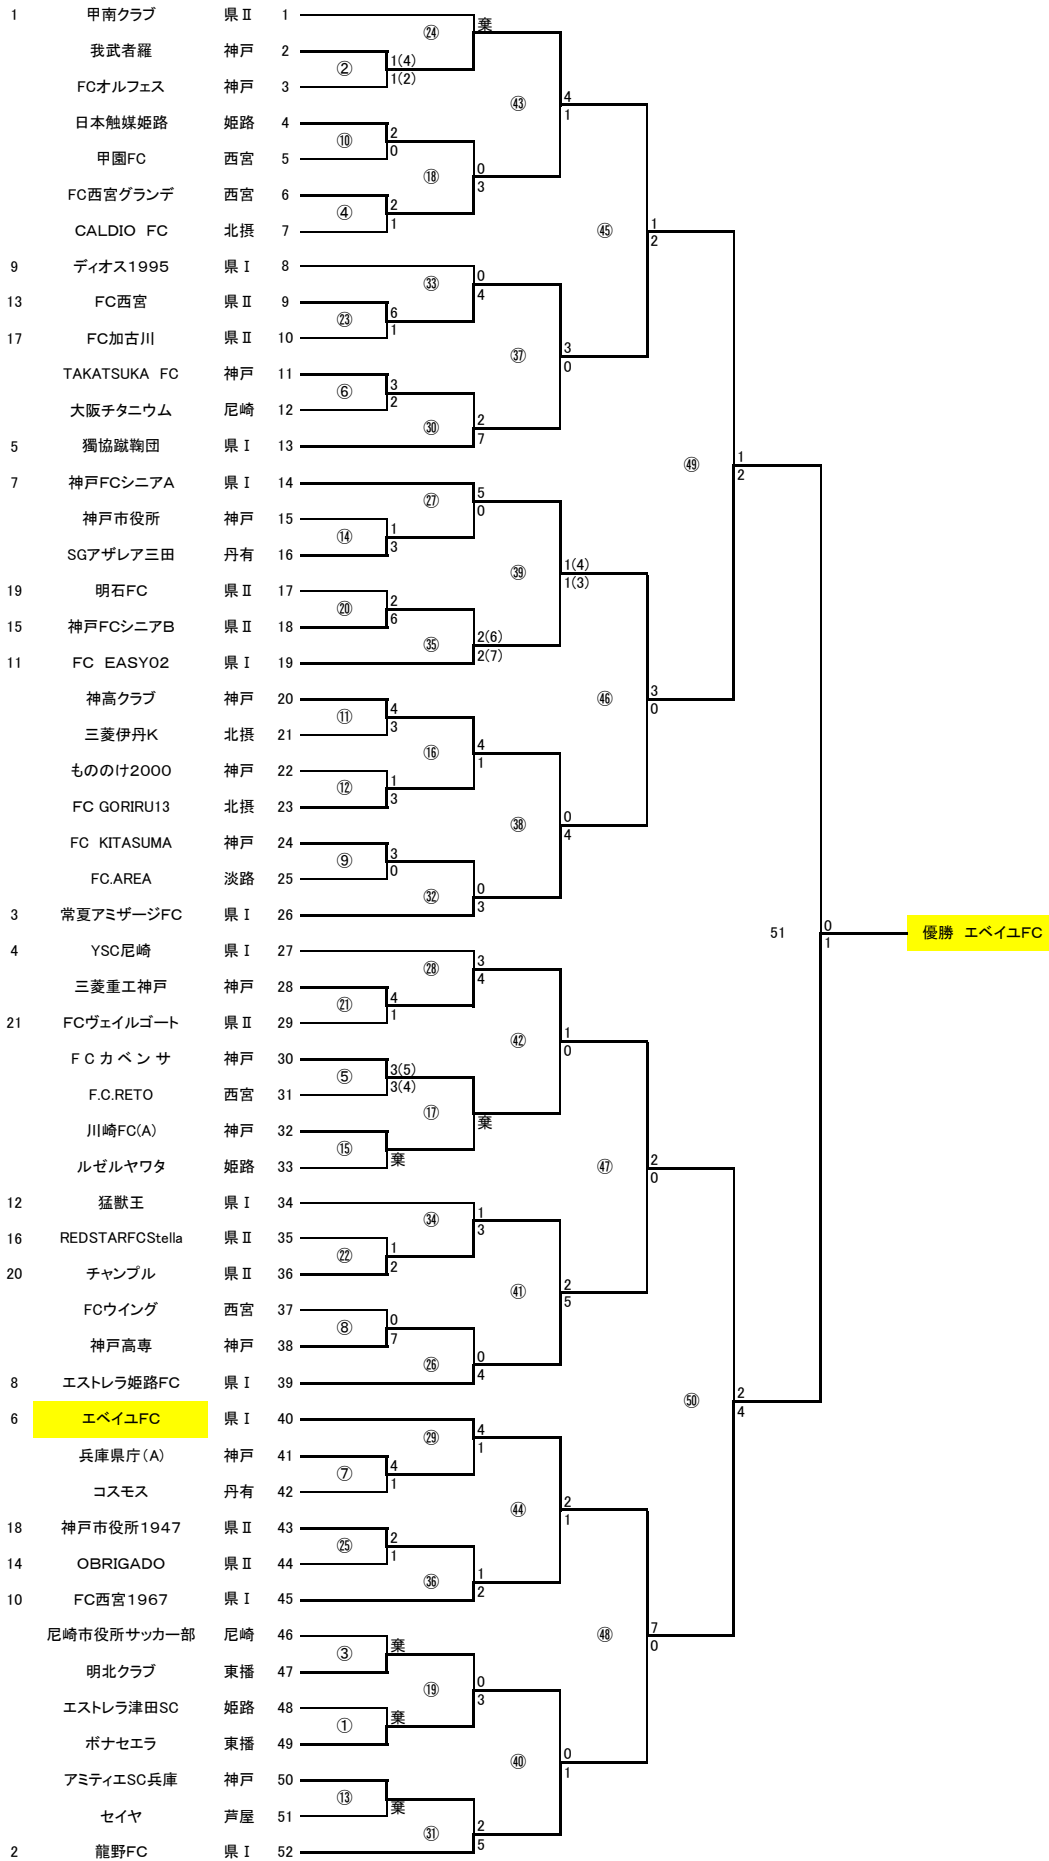 1 甲南クラブ 県Ⅱ 1
㉔ 棄
我武者羅 神戸 2
② 1(4)
1(2)
FCオルフェス 神戸 3
㊸ 4
1
日本触媒姫路 姫路 4
⑩ 2
0
甲園FC 西宮 5
⑱ 0
3
FC西宮グランデ 西宮 6
④ 2
1
CALDIO FC 北摂 7
㊺ 1
2
9 ディオス1995 県Ⅰ 8
㉝ 0
4
13 FC西宮 県Ⅱ 9
㉓ 6
1
17 FC加古川 県Ⅱ 10
㊲ 3
0
TAKATSUKA FC 神戸 11
⑥ 3
2
大阪チタニウム 尼崎 12
㉚ 2
7
5 獨協蹴鞠団 県Ⅰ 13
㊾ 1
2
7 神戸FCシニアA 県Ⅰ 14
㉗ 5
0
神戸市役所 神戸 15
⑭ 1
3
SGアザレア三田 丹有 16
㊴ 1(4)
1(3)
19 明石FC 県Ⅱ 17
⑳ 2
6
15 神戸FCシニアB 県Ⅱ 18
㉟ 2(6)
2(7)
11 FC EASY02 県Ⅰ 19
㊻ 3
0
神高クラブ 神戸 20
⑪ 4
3
三菱伊丹K 北摂 21
⑯ 4
1
もののけ2000 神戸 22
⑫ 1
3
FC GORIRU13 北摂 23
㊳ 0
4
FC KITASUMA 神戸 24
⑨ 3
0
FC.AREA 淡路 25
㉜ 0
3
3 常夏アミザージFC 県Ⅰ 26
51 0
1
優勝 エベイユFC
4 YSC尼崎 県Ⅰ 27
㉘ 3
4
三菱重工神戸 神戸 28
㉑ 4
1
21 FCヴェイルゴート 県Ⅱ 29
㊷ 1
0
FCカベンサ 神戸 30
⑤ 3(5)
3(4)
F.C.RETO 西宮 31
⑰ 棄
川崎FC(A) 神戸 32
⑮ 棄
ルゼルヤワタ 姫路 33
㊼ 2
0
12 猛獣王 県Ⅰ 34
㉞ 1
3
16 REDSTARFCStella 県Ⅱ 35
㉒ 1
2
20 チャンプル 県Ⅱ 36
㊶ 2
5
FCウイング 西宮 37
⑧ 0
7
神戸高専 神戸 38
㉖ 0
4
8 エストレラ姫路FC 県Ⅰ 39
㊿ 2
4
6 エベイユFC 県Ⅰ 40
㉙ 4
1
兵庫県庁(A) 神戸 41
⑦ 4
1
コスモス 丹有 42
㊹ 2
1
18 神戸市役所1947 県Ⅱ 43
㉕ 2
1
14 OBRIGADO 県Ⅱ 44
㊱ 1
2
10 FC西宮1967 県Ⅰ 45
㊽ 7
0
尼崎市役所サッカー部 尼崎 46
③ 棄
明北クラブ 東播 47
⑲ 0
3
エストレラ津田SC 姫路 48
① 棄
ボナセエラ 東播 49
㊵ 0
1
アミティエSC兵庫 神戸 50
⑬ 棄
セイヤ 芦屋 51
㉛ 2
5
2 龍野FC 県Ⅰ 52